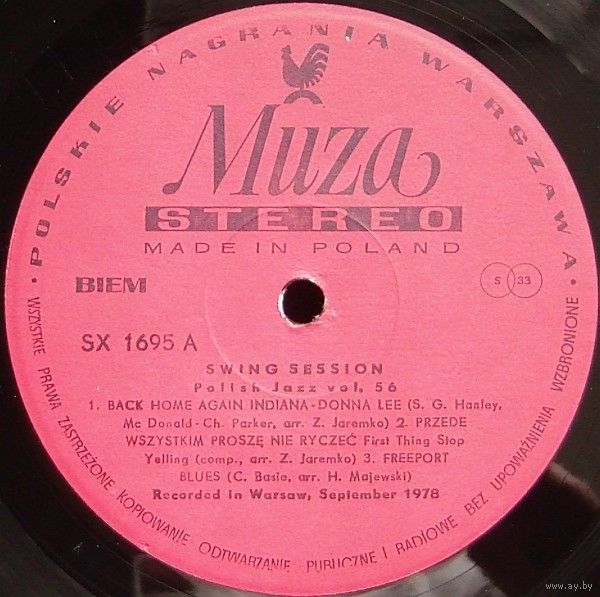 • POLSKIE NAGRANIA WARSZAWA •
Muza
STEREO
MADE IN POLAND
BIEM
S 33
SX 1695 A
SWING SESSION
Polish Jazz vol. 56
1. BACK HOME AGAIN INDIANA-DONNA LEE (S. G. Hanley,
Mc Donald-Ch. Parker, arr. Z. Jaremko) 2. PRZEDE
WSZYSTKIM PROSZĘ NIE RYCZEĆ First Thing Stop
Yelling (comp., arr. Z. Jaremko) 3. FREEPORT
BLUES (C. Basie, arr. H. Majewski)
Recorded in Warsaw, September 1978
WSZYSTKIE PRAWA ZASTRZEŻONE KOPIOWANIE ODTWARZANIE PUBLICZNE I RADIOWE BEZ UPOWAŻNIENIA WZBRONIONE
www.ay.by